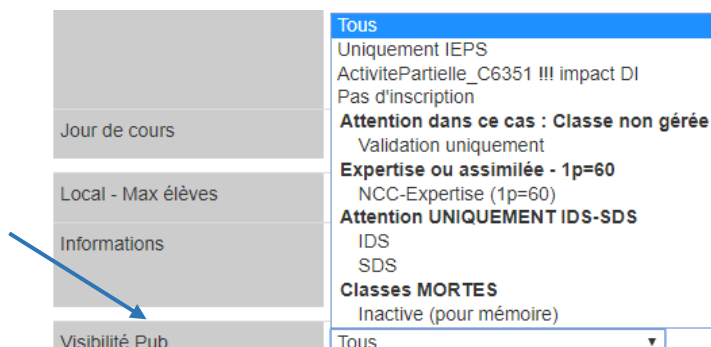 Tous
Uniquement IEPS
ActivitePartielle_C6351 !!! impact DI
Pas d'inscription
Attention dans ce cas : Classe non gérée
Jour de cours
Validation uniquement
Expertise ou assimilée - 1p=60
Local - Max élèves
NCC-Expertise (1p=60)
Attention UNIQUEMENT IDS-SDS
Informations
IDS
SDS
Classes MORTES
Inactive (pour mémoire)
Visibilité Pub
Tous